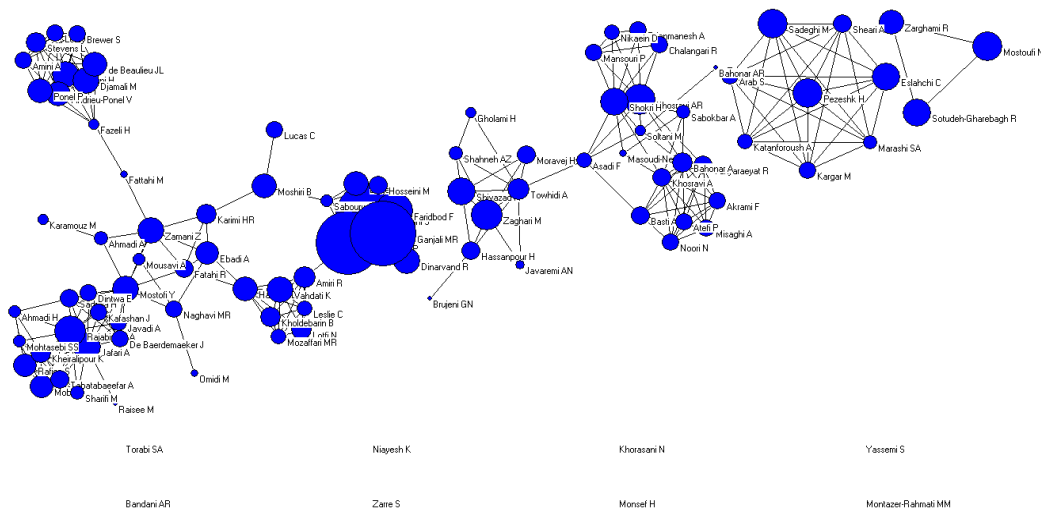 Brewer S
Stevens L
Amini A
de Beaulieu JL
Djamali M
Ponel P
Andrieu-Ponel V
Fazeli H
Fattahi M
Lucas C
Moshiri B
Karimi HR
Karamouz M
Ahmadi A
Zamani Z
Mousavi A
Fatahi R
Ebadi A
Mostofi Y
Naghavi MR
Omidi M
Dintwa E
Kafashan J
Javadi A
De Baerdemaeker J
Ahmadi H
Mohtasebi SS
Jafari A
Kheiralipour K
Tabatabaeefar A
Sharifi M
Raisee M
Hosseini M
Faridbod F
Ganjali MR
Dinarvand R
Amiri R
Vahdati K
Leslie C
Kholdebarin B
Lotfi N
Mozaffari MR
Gholami H
Shahneh AZ
Moravej H
Shivazad
Towhidi A
Zaghari M
Hassanpour H
Javaremi AN
Brujeni GN
Nikaein D
Chalangari R
Mansouri P
Shokri H
Khosravi AR
Sabokbar A
Soltani M
Asadi F
Masoudi-Ne
Bahonar A
Khosravi A
Akrami F
Basti A
Atefi P
Misaghi A
Noori N
Sadeghi M
Sheari A
Zarghami R
Mostoufi N
Bahonar AR
Arab S
Eslahchi C
Pezeshk H
Sotudeh-Gharebagh R
Katanforoush A
Marashi SA
Kargar M
Torabi SA
Niayesh K
Khorasani N
Yassemi S
Bandani AR
Zarre S
Monsef H
Montazer-Rahmati MM